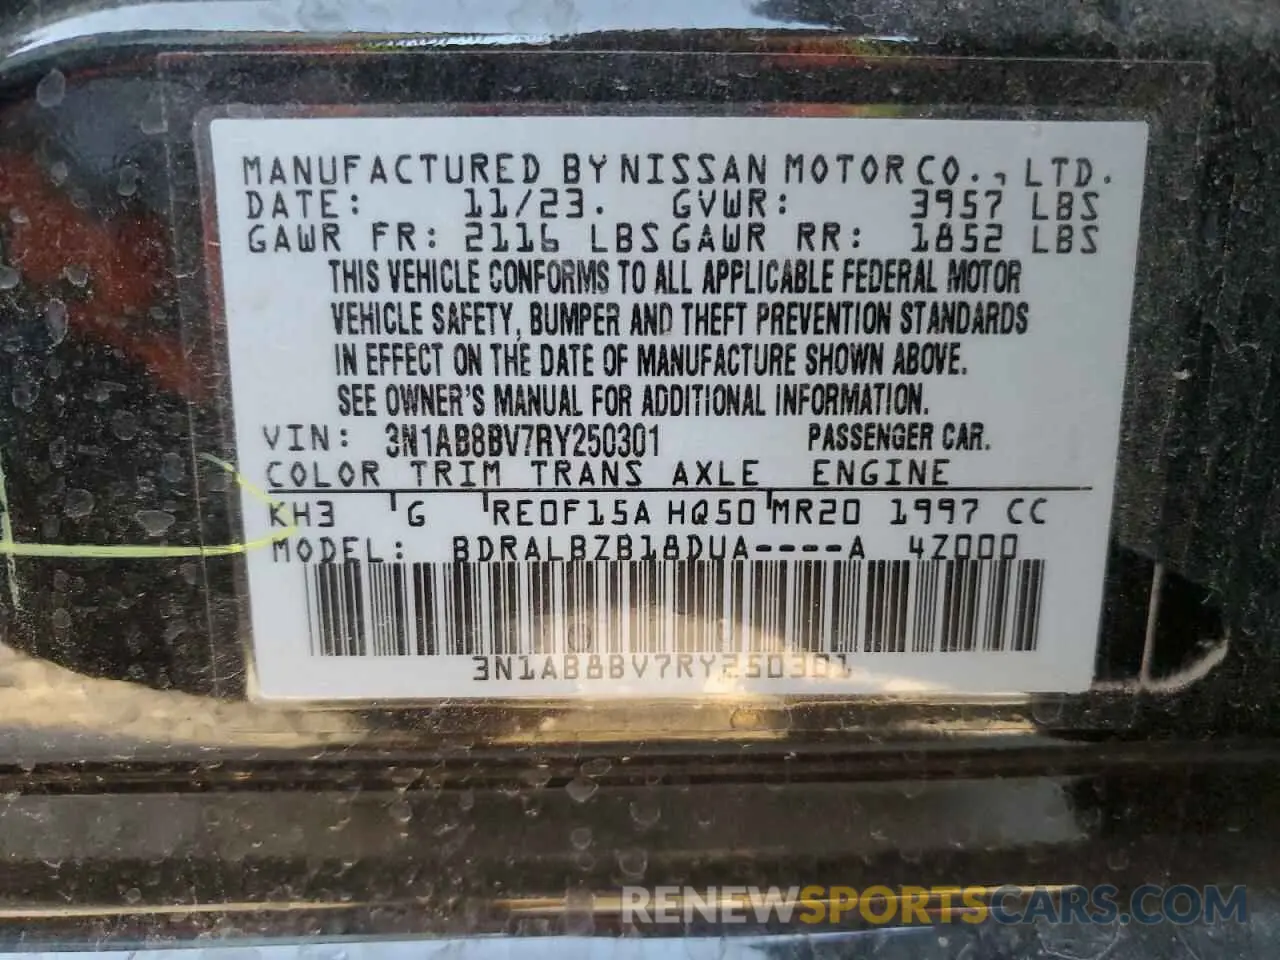 MANUFACTURED BY NISSAN MOTOR CO., LTD.
DATE: 11/23. GVWR: 3957 LBS
GAWR FR: 2116 LBS GAWR RR: 1852 LBS
THIS VEHICLE CONFORMS TO ALL APPLICABLE FEDERAL MOTOR
VEHICLE SAFETY, BUMPER AND THEFT PREVENTION STANDARDS
IN EFFECT ON THE DATE OF MANUFACTURE SHOWN ABOVE.
SEE OWNER'S MANUAL FOR ADDITIONAL INFORMATION.
VIN: 3N1AB8BV7RY250301 PASSENGER CAR.
COLOR TRIM TRANS AXLE ENGINE
KH3 G RE0F15A HQ50 MR20 1997 CC
MODEL: BDRALBZB18DUA----A 4Z000
3N1AB8BV7RY250301
RENEWSPORTSCARS.COM